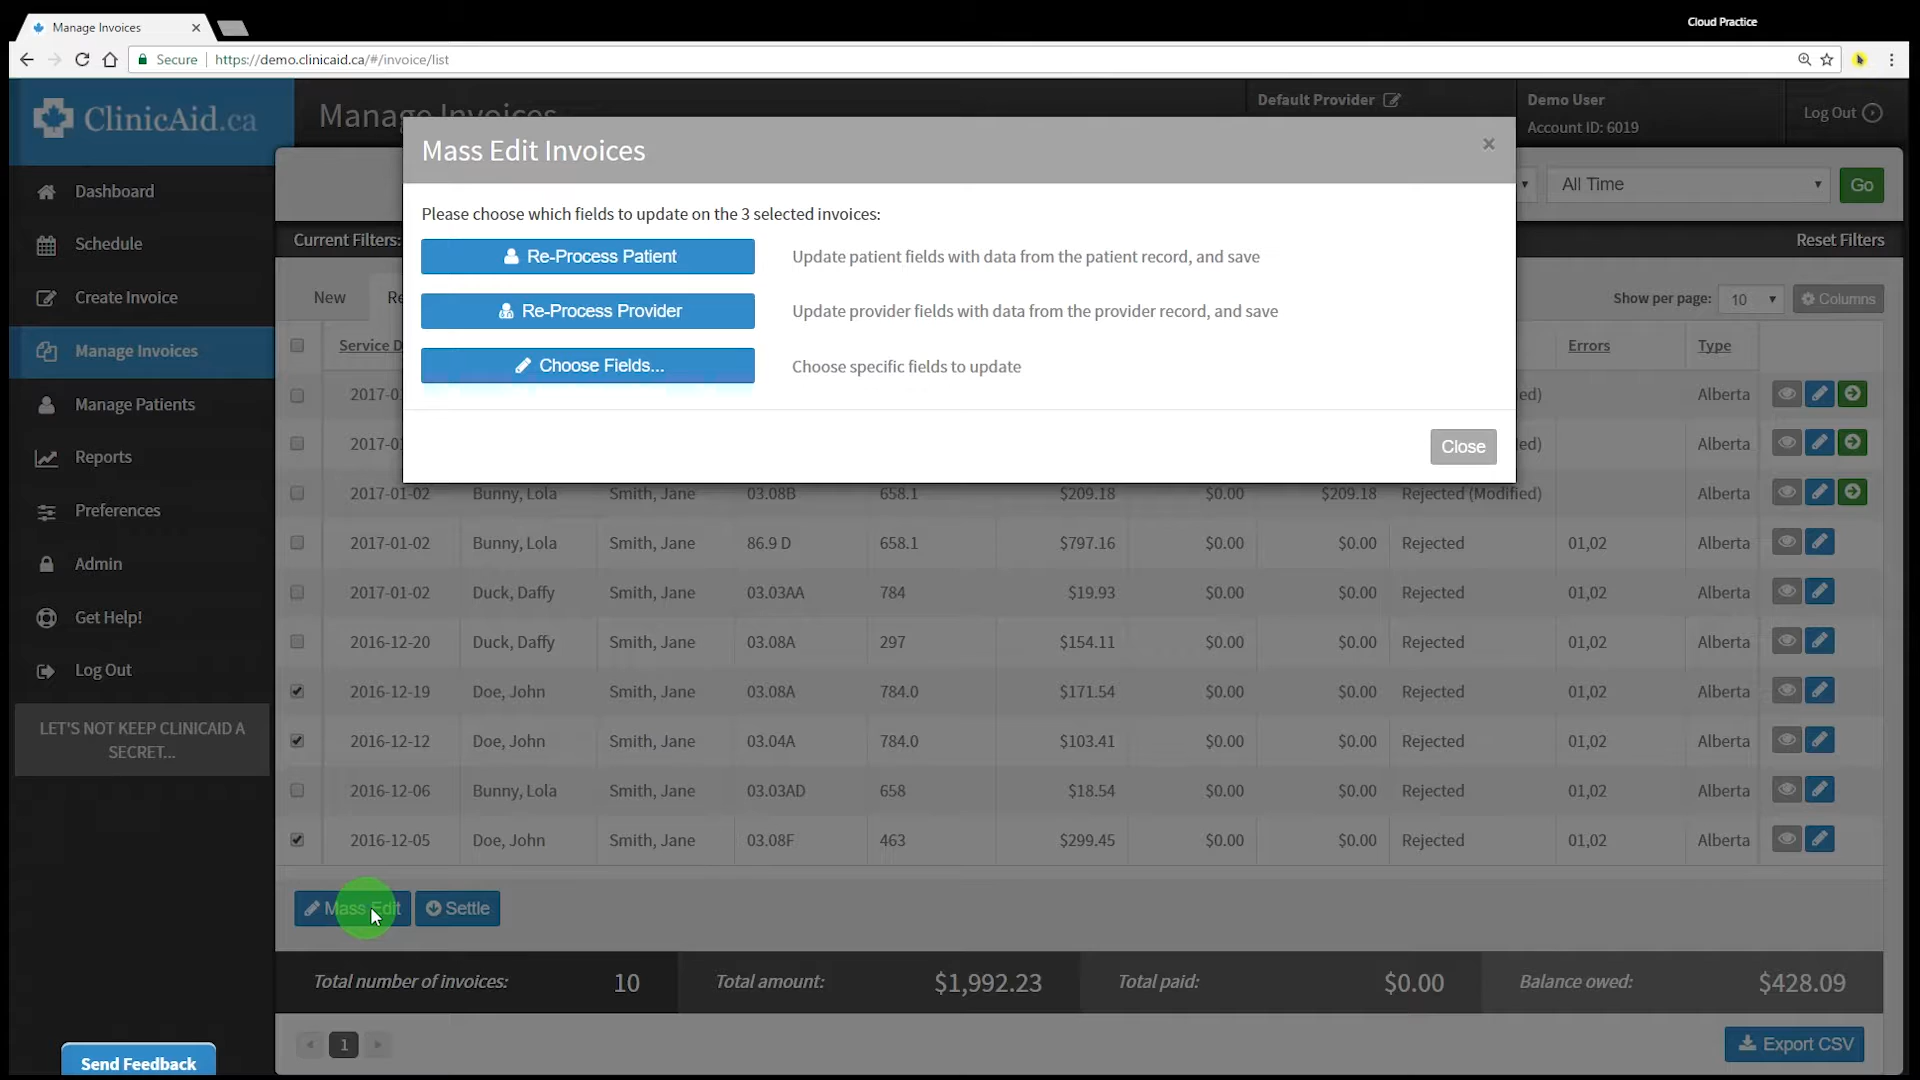 Manage Invoices
Cloud Practice
Secure https://demo.clinicaid.ca/#/invoice/list
ClinicAid.ca
Manage Invoices
Default Provider
Demo User
Account ID: 6019
Log Out
Mass Edit Invoices ×
Please choose which fields to update on the 3 selected invoices:
Re-Process Patient Update patient fields with data from the patient record, and save
Re-Process Provider Update provider fields with data from the provider record, and save
Choose Fields... Choose specific fields to update
Close
Dashboard
Schedule
Create Invoice
Manage Invoices
Manage Patients
Reports
Preferences
Admin
Get Help!
Log Out
LET'S NOT KEEP CLINICAID A
SECRET...
Send Feedback
All Time Go
Current Filters: Reset Filters
New Re Show per page: 10 Columns
Service D Errors Type
2017-01 ed) Alberta
2017-01 ed) Alberta
2017-01-02 Bunny, Lola Smith, Jane 03.08B 658.1 $209.18 $0.00 $209.18 Rejected (Modified) Alberta
2017-01-02 Bunny, Lola Smith, Jane 86.9 D 658.1 $797.16 $0.00 $0.00 Rejected 01,02 Alberta
2017-01-02 Duck, Daffy Smith, Jane 03.03AA 784 $19.93 $0.00 $0.00 Rejected 01,02 Alberta
2016-12-20 Duck, Daffy Smith, Jane 03.08A 297 $154.11 $0.00 $0.00 Rejected 01,02 Alberta
2016-12-19 Doe, John Smith, Jane 03.08A 784.0 $171.54 $0.00 $0.00 Rejected 01,02 Alberta
2016-12-12 Doe, John Smith, Jane 03.04A 784.0 $103.41 $0.00 $0.00 Rejected 01,02 Alberta
2016-12-06 Bunny, Lola Smith, Jane 03.03AD 658 $18.54 $0.00 $0.00 Rejected 01,02 Alberta
2016-12-05 Doe, John Smith, Jane 03.08F 463 $299.45 $0.00 $0.00 Rejected 01,02 Alberta
Mass Edit Settle
Total number of invoices: 10 Total amount: $1,992.23 Total paid: $0.00 Balance owed: $428.09
1 Export CSV